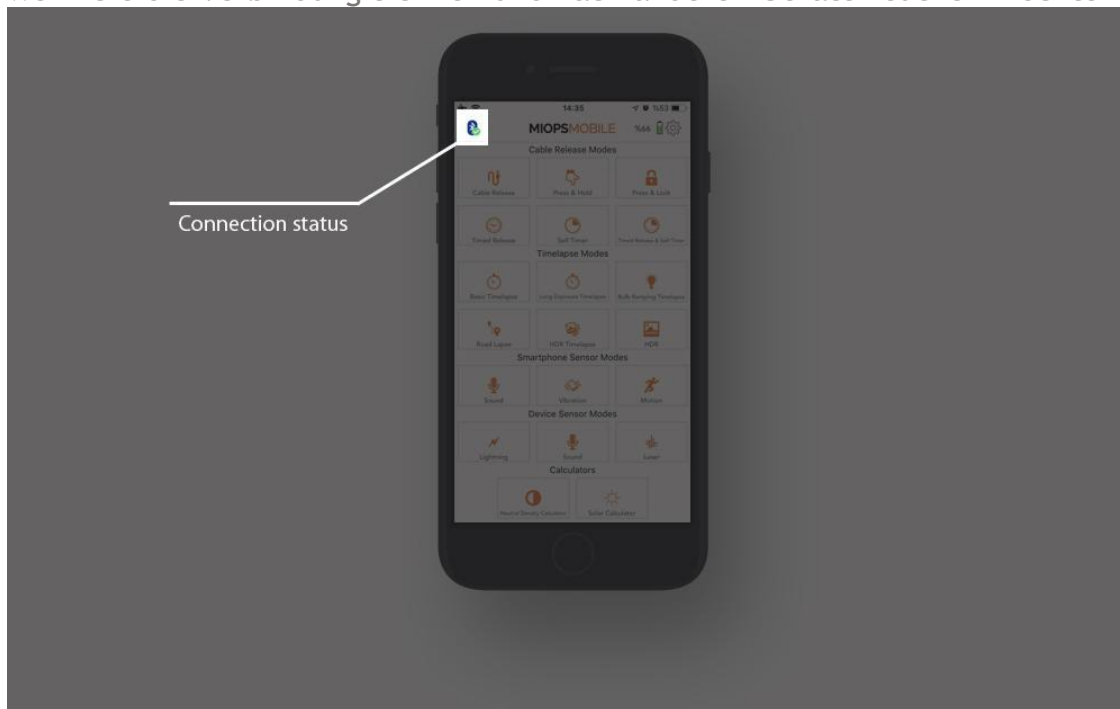 14:35
%53
MIOPSMOBILE
%66
Cable Release Modes
Cable Release
Press & Hold
Press & Lock
Connection status
Timed Release
Self Timer
Timed Release & Self Timer
Timelapse Modes
Basic Timelapse
Long Exposure Timelapse
Bulb Ramping Timelapse
Road Lapse
HDR Timelapse
HDR
Smartphone Sensor Modes
Sound
Vibration
Motion
Device Sensor Modes
Lightning
Sound
Laser
Calculators
Neutral Density Calculator
Solar Calculator